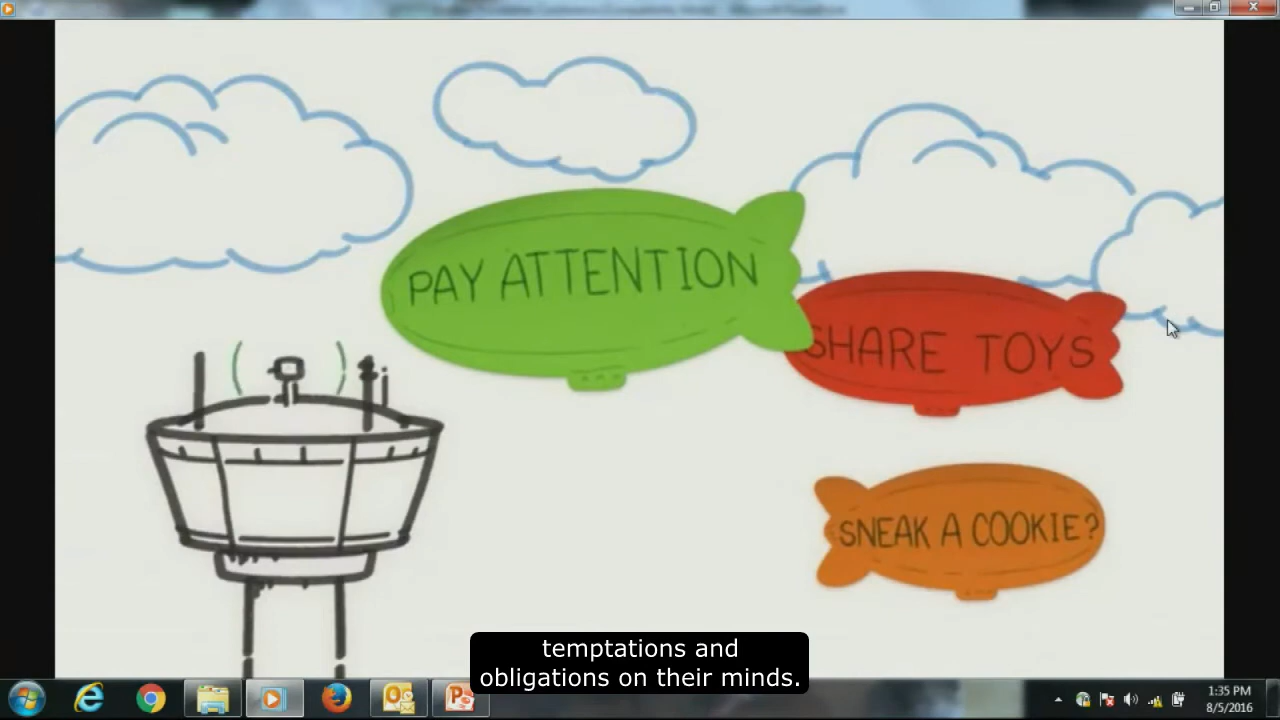 PAY ATTENTION
SHARE TOYS
SNEAK A COOKIE?
temptations and
obligations on their minds.
1:35 PM
8/5/2016